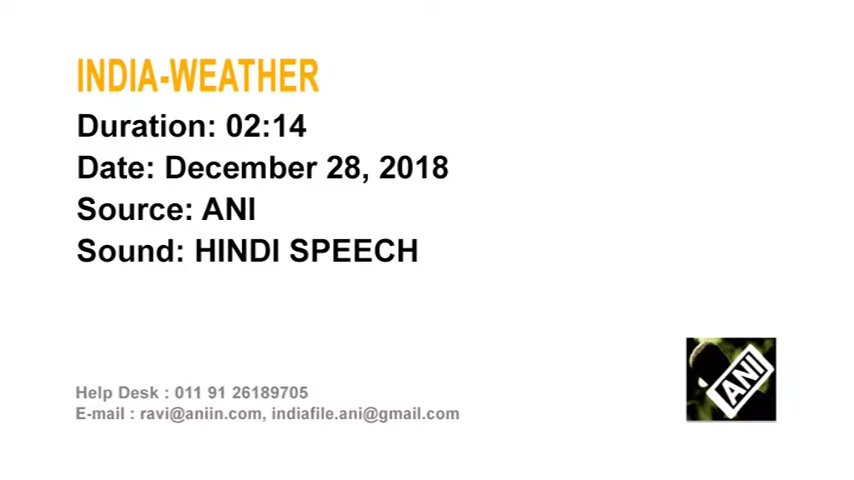 INDIA-WEATHER
Duration: 02:14
Date: December 28, 2018
Source: ANI
Sound: HINDI SPEECH
Help Desk : 011 91 26189705
E-mail : ravi@aniin.com, indiafile.ani@gmail.com
ANI